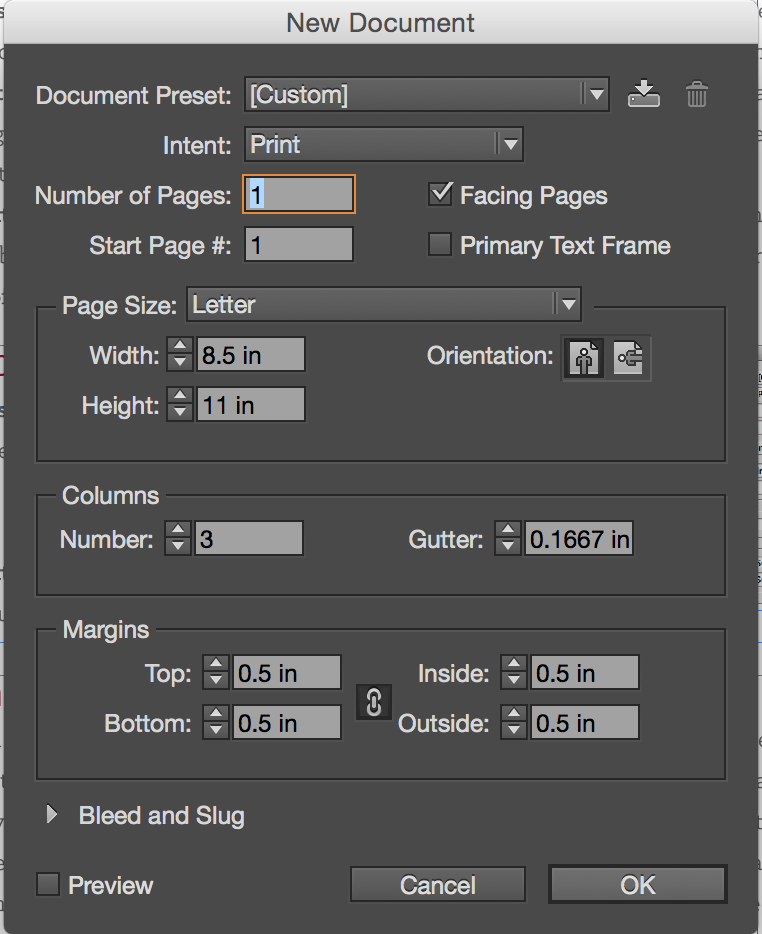 New Document
Document Preset: [Custom]
Intent: Print
Number of Pages: 1 Facing Pages
Start Page #: 1 Primary Text Frame
Page Size: Letter
Width: 8.5 in Orientation:
Height: 11 in
Columns
Number: 3 Gutter: 0.1667 in
Margins
Top: 0.5 in Inside: 0.5 in
Bottom: 0.5 in Outside: 0.5 in
Bleed and Slug
Preview Cancel OK